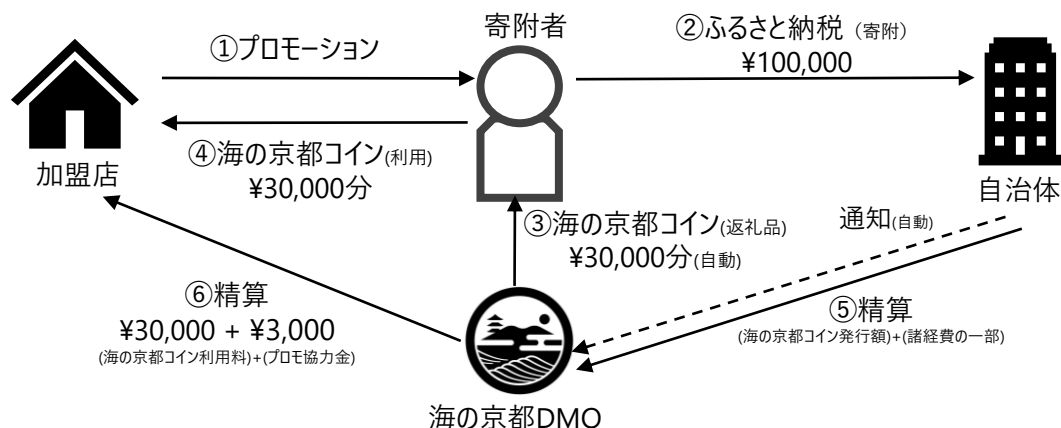 寄附者
①プロモーション
②ふるさと納税（寄附）
¥100,000
④海の京都コイン(利用)
¥30,000分
加盟店
自治体
③海の京都コイン(返礼品)
¥30,000分(自動)
通知(自動)
⑥精算
¥30,000 + ¥3,000
(海の京都コイン利用料)+(プロモ協力金)
⑤精算
(海の京都コイン発行額)+(諸経費の一部)
海の京都DMO